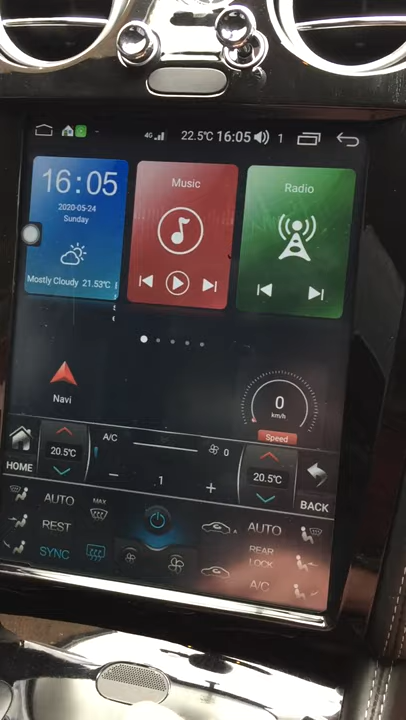 4G
22.5℃ 16:05 1
16:05
2020-05-24
Sunday
Mostly Cloudy 21.53℃
Music
Radio
Navi
0
km/h
Speed
HOME
20.5℃
A/C
0
1
20.5℃
BACK
AUTO
MAX
AUTO
REST
REAR
LOCK
SYNC
A/C